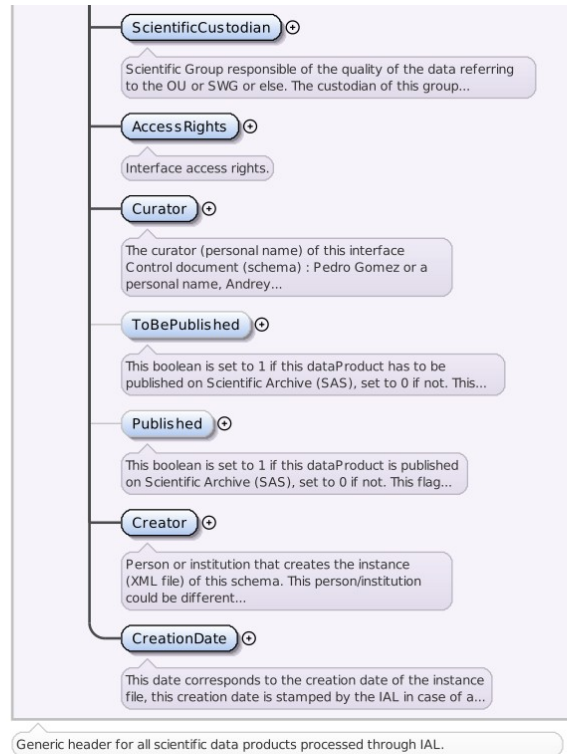 ScientificCustodian
Scientific Group responsible of the quality of the data referring
to the OU or SWG or else. The custodian of this group...
AccessRights
Interface access rights.
Curator
The curator (personal name) of this interface
Control document (schema) : Pedro Gomez or a
personal name, Andrey...
ToBePublished
This boolean is set to 1 if this dataProduct has to be
published on Scientific Archive (SAS), set to 0 if not. This...
Published
This boolean is set to 1 if this dataProduct is published
on Scientific Archive (SAS), set to 0 if not. This flag...
Creator
Person or institution that creates the instance
(XML file) of this schema. This person/institution
could be different...
CreationDate
This date corresponds to the creation date of the instance
file, this creation date is stamped by the IAL in case of a...
Generic header for all scientific data products processed through IAL.